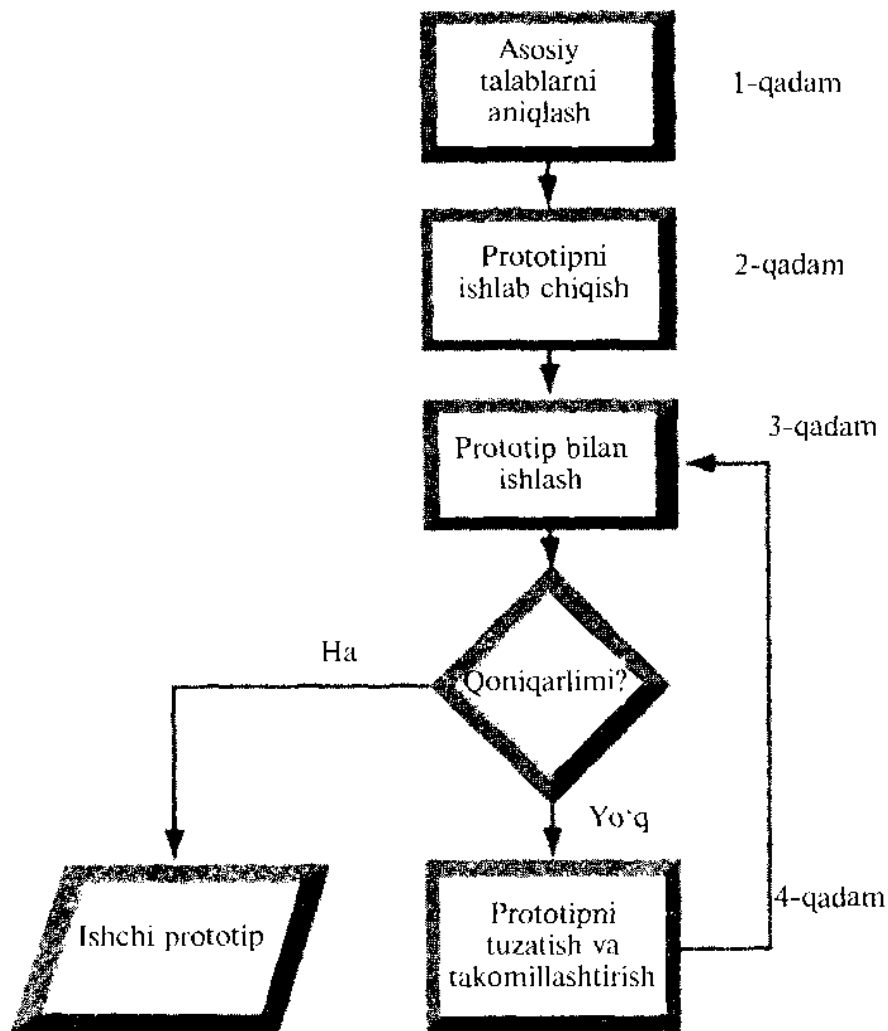 Asosiy
talablarni
aniqlash
1-qadam
Prototipni
ishlab chiqish
2-qadam
Prototip bilan
ishlash
3-qadam
Qoniqarlimi?
Ha
Yo‘q
Ishchi prototip
Prototipni
tuzatish va
takomillashtirish
4-qadam